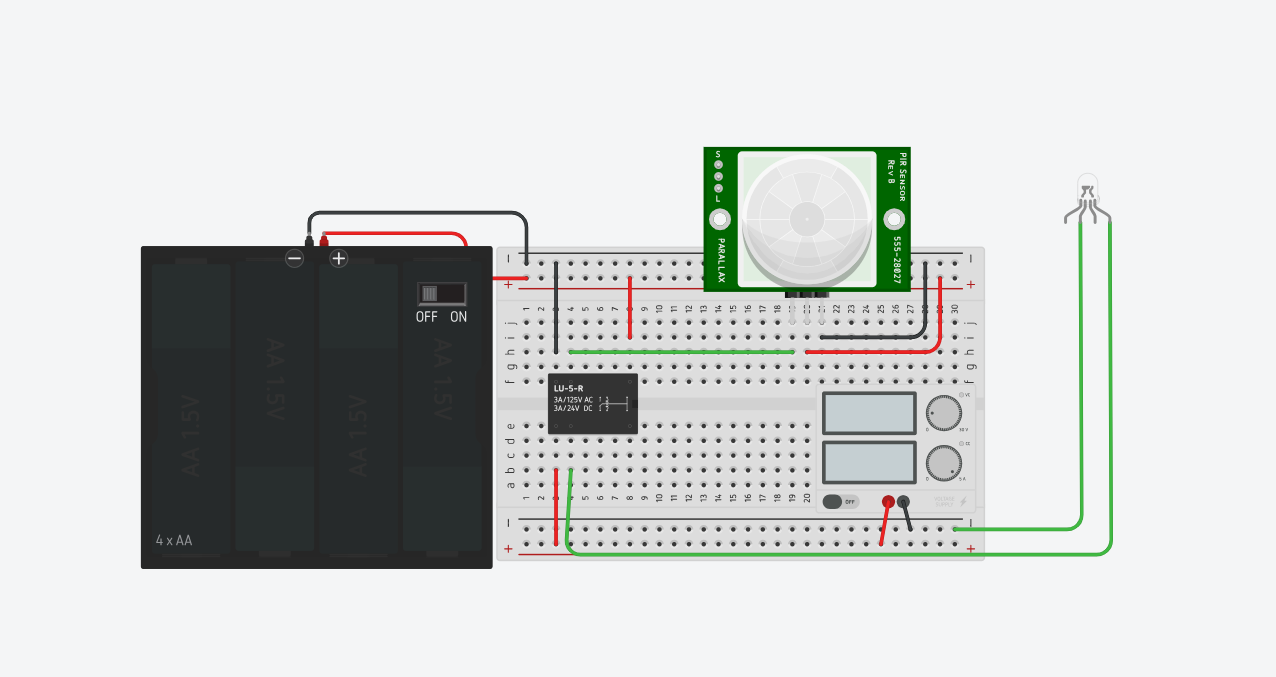 S
L
PIR SENSOR
REV B
PARALLAX
555-28027
OFF ON
AA 1.5V
AA 1.5V
AA 1.5V
AA 1.5V
4 x AA
1 2 3 4 5 6 7 8 9 10 11 12 13 14 15 16 17 18 19 20 21 22 23 24 25 26 27 28 29 30
j j
i i
h h
g g
f f
LU-5-R
3A/125V AC
3A/24V DC
e
d
c
b
a
1 2 3 4 5 6 7 8 9 10 11 12 13 14 15 16 17 18 19 20
0 30 V
0 5 A
OFF
VOLTAGE
SUPPLY